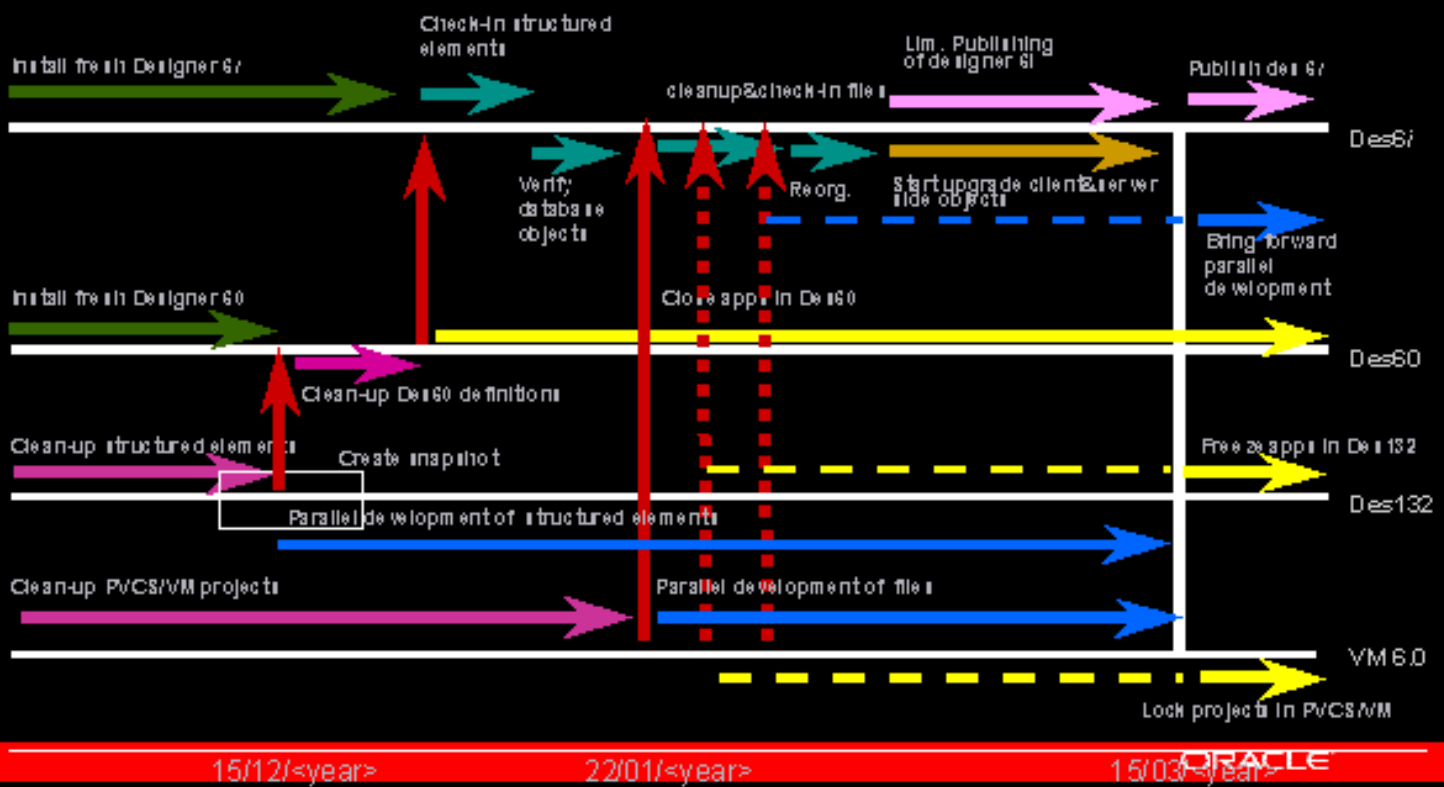 Check-in structured
elements
Lim. Publishing
of designer 6i
Install fresh Designer 6i
Publish des 6i
cleanup&check-in files
Des6i
Verify
database
objects
Reorg.
Start upgrade client&server
side objects
Bring forward
parallel
development
Install fresh Designer 60
Close apps in Des60
Des60
Clean-up Des60 definitions
Clean-up structured elements
Create snapshot
Freeze apps in Des132
Des132
Parallel development of structured elements
Clean-up PVCS/VM projects
Parallel development of files
VM 6.0
Lock projects in PVCS/VM
15/12/<year>
22/01/<year>
15/03/<year>
ORACLE